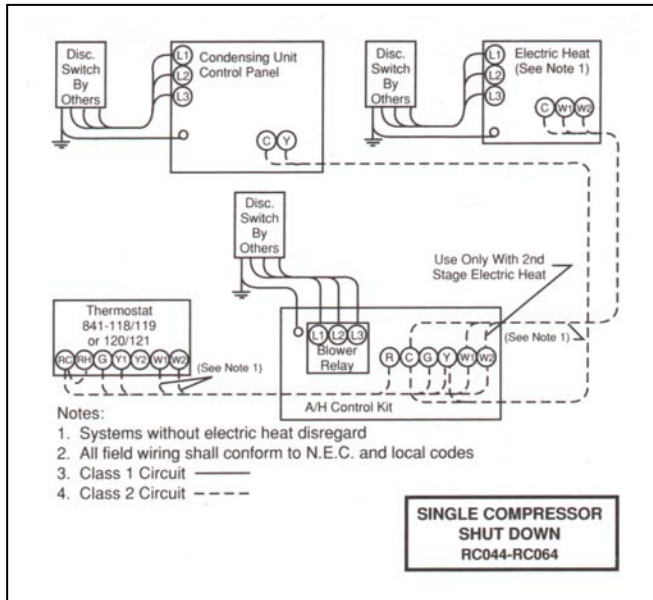 Disc.
Switch
By
Others
L1
L2
L3
Condensing Unit
Control Panel
C Y
Disc.
Switch
By
Others
L1
L2
L3
Electric Heat
(See Note 1)
C W1 W2
Disc.
Switch
By
Others
Use Only With 2nd
Stage Electric Heat
Thermostat
841-118/119
or 120/121
RC RH G Y1 Y2 W1 W2
(See Note 1)
L1 L2 L3
Blower
Relay
R C G Y W1 W2
(See Note 1)
A/H Control Kit
Notes:
1. Systems without electric heat disregard
2. All field wiring shall conform to N.E.C. and local codes
3. Class 1 Circuit
4. Class 2 Circuit
SINGLE COMPRESSOR
SHUT DOWN
RC044-RC064